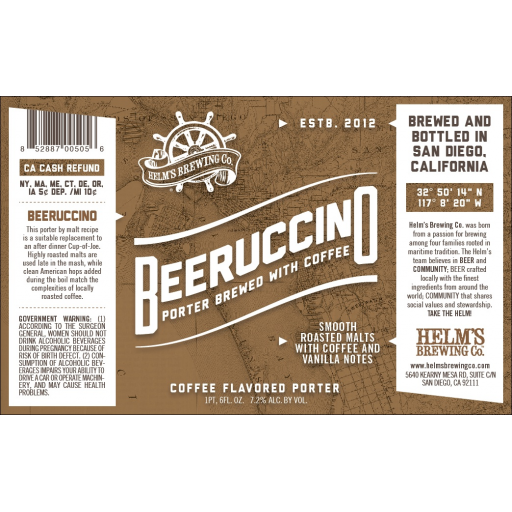 8 52887 00505 6
CA CASH REFUND
NY, MA, ME, CT, DE, OR,
IA 5¢ DEP. /MI 10¢
BEERUCCINO
This porter by malt recipe
is a suitable replacement to
an after dinner Cup-of-Joe.
Highly roasted malts are
used late in the mash, while
clean American hops added
during the boil match the
complexities of locally
roasted coffee.
GOVERNMENT WARNING: (1)
ACCORDING TO THE SURGEON
GENERAL, WOMEN SHOULD NOT
DRINK ALCOHOLIC BEVERAGES
DURING PREGNANCY BECAUSE OF
RISK OF BIRTH DEFECT. (2) CON-
SUMPTION OF ALCOHOLIC BEV-
ERAGES IMPAIRS YOUR ABILITY TO
DRIVE A CAR OR OPERATE MACHIN-
ERY, AND MAY CAUSE HEALTH
PROBLEMS.
HELM'S BREWING Co.
ESTB. 2012
BEERUCCINO
PORTER BREWED WITH COFFEE
SMOOTH
ROASTED MALTS
WITH COFFEE AND
VANILLA NOTES
COFFEE FLAVORED PORTER
1PT, 6FL. OZ. 7.2% ALC. BY VOL.
BREWED AND
BOTTLED IN
SAN DIEGO,
CALIFORNIA
32° 50' 14" N
117° 8' 20" W
Helm's Brewing Co. was born
from a passion for brewing
among four families rooted in
maritime tradition. The Helm's
team believes in BEER and
COMMUNITY; BEER crafted
locally with the finest
ingredients from around the
world; COMMUNITY that shares
social values and stewardship.
TAKE THE HELM!
HELM'S
BREWING Co.
www.helmsbrewingco.com
5640 KEARNY MESA RD, SUITE C/N
SAN DIEGO, CA 92111